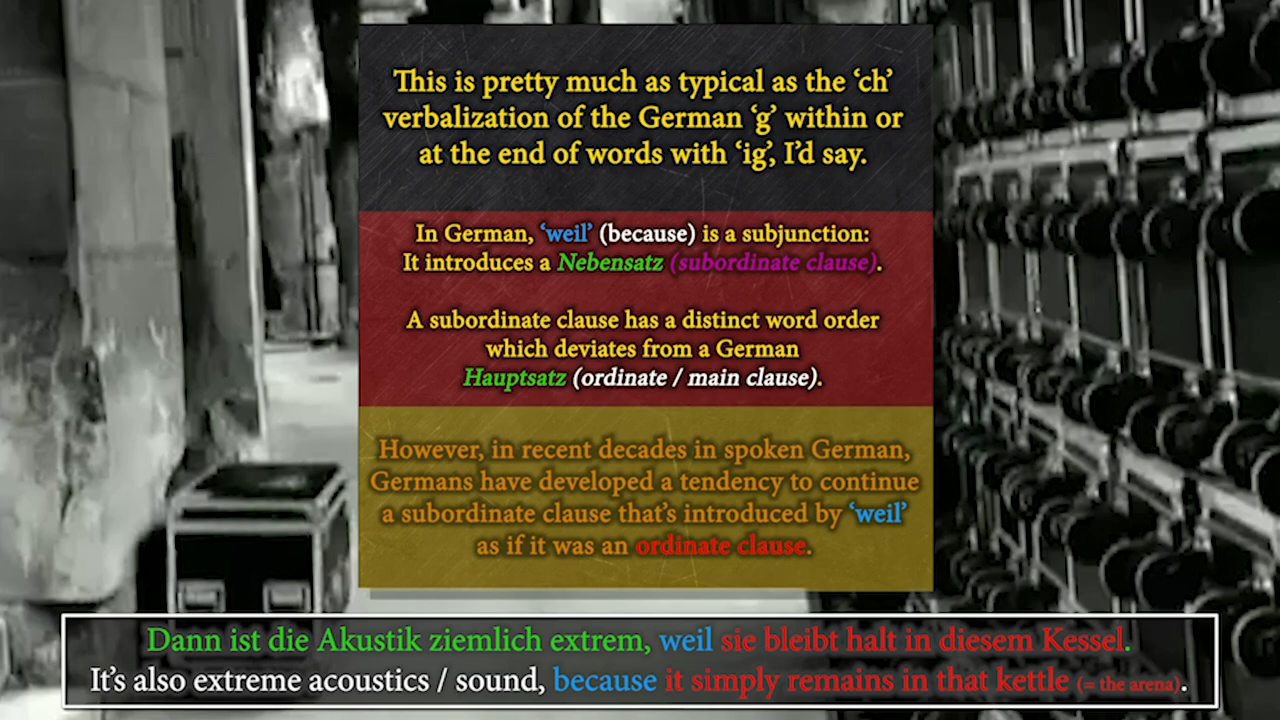 This is pretty much as typical as the ‘ch’
verbalization of the German ‘g’ within or
at the end of words with ‘ig’, I’d say.
In German, ‘weil’ (because) is a subjunction:
It introduces a Nebensatz (subordinate clause).
A subordinate clause has a distinct word order
which deviates from a German
Hauptsatz (ordinate / main clause).
However, in recent decades in spoken German,
Germans have developed a tendency to continue
a subordinate clause that’s introduced by ‘weil’
as if it was an ordinate clause.
Dann ist die Akustik ziemlich extrem, weil sie bleibt halt in diesem Kessel.
It’s also extreme acoustics / sound, because it simply remains in that kettle (= the arena).